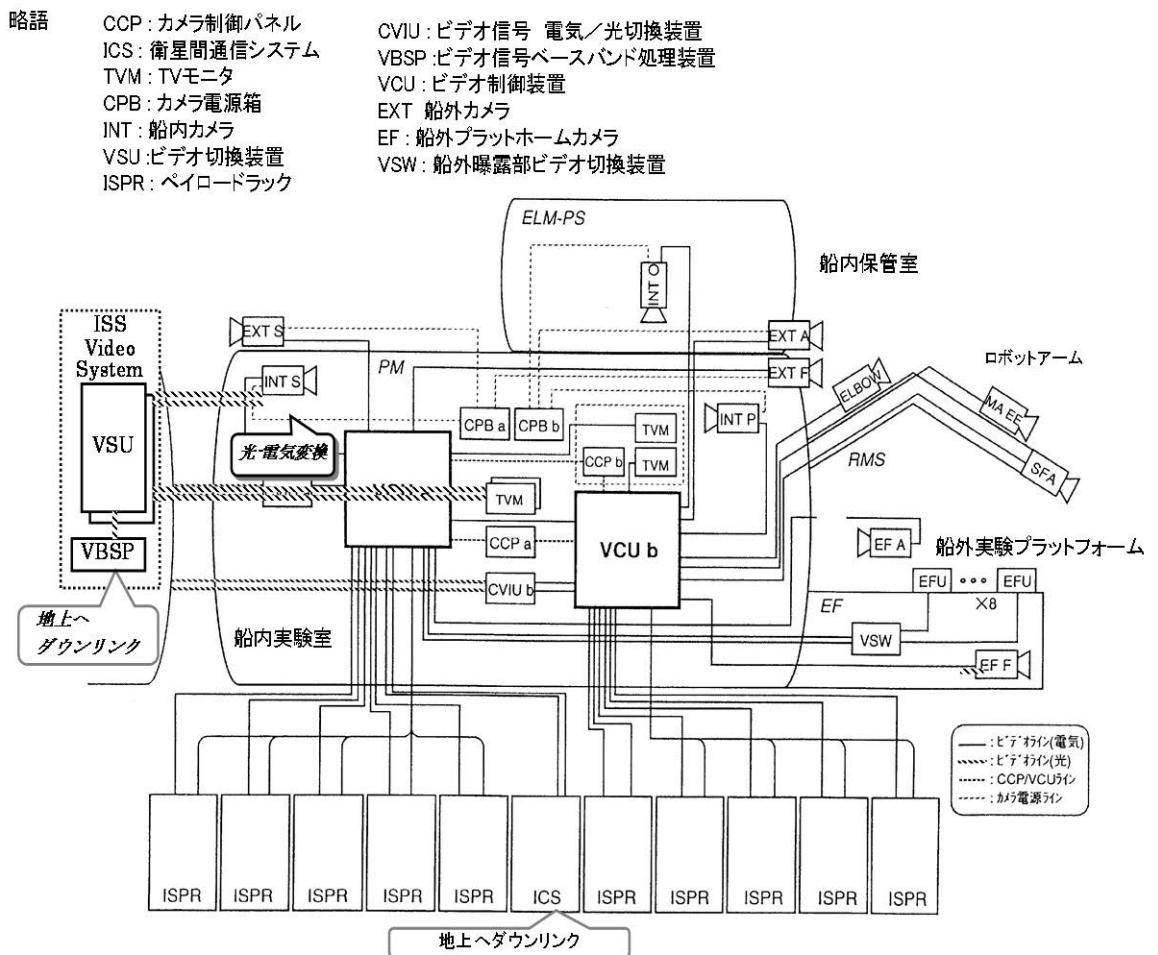 略語
CCP : カメラ制御パネル
ICS : 衛星間通信システム
TVM : TVモニタ
CPB : カメラ電源箱
INT : 船内カメラ
VSU :ビデオ切換装置
ISPR : ペイロードラック
CVIU : ビデオ信号 電気/光切換装置
VBSP : ビデオ信号ベースバンド処理装置
VCU : ビデオ制御装置
EXT 船外カメラ
EF : 船外プラットホームカメラ
VSW : 船外曝露部ビデオ切換装置
ELM-PS
船内保管室
INT O
EXT S
EXT A
EXT F
PM
ISS
Video
System
VSU
VBSP
地上へ
ダウンリンク
INT S
光-電気変換
CPB a
CPB b
TVM
CCP b
TVM
INT P
TVM
CCP a
CVIU b
VCU b
船内実験室
ロボットアーム
ELBOW
MA EE
SFA
RMS
EF A
船外実験プラットフォーム
EFU
•••
EFU
×8
EF
VSW
EF F
: ビデオライン(電気)
: ビデオライン(光)
: CCP/VCUライン
: カメラ電源ライン
ISPR
ISPR
ISPR
ISPR
ISPR
ICS
ISPR
ISPR
ISPR
ISPR
ISPR
地上へダウンリンク